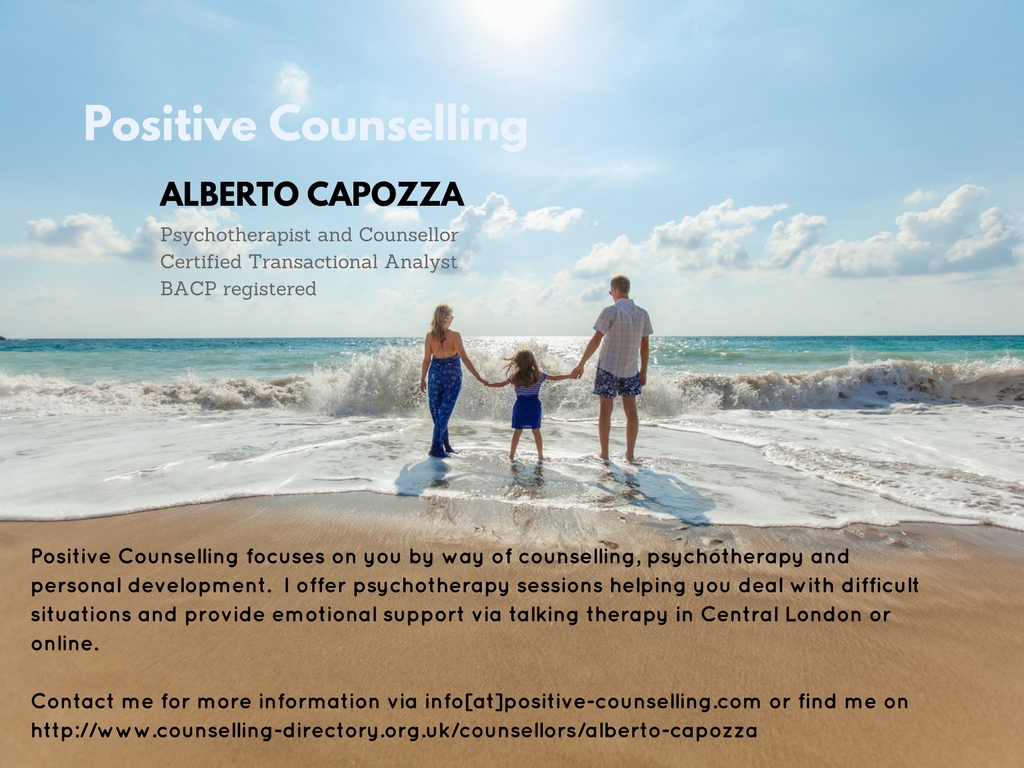 Positive Counselling
ALBERTO CAPOZZA
Psychotherapist and Counsellor
Certified Transactional Analyst
BACP registered
Positive Counselling focuses on you by way of counselling, psychotherapy and
personal development.  I offer psychotherapy sessions helping you deal with difficult
situations and provide emotional support via talking therapy in Central London or
online.
Contact me for more information via info[at]positive-counselling.com or find me on
http://www.counselling-directory.org.uk/counsellors/alberto-capozza